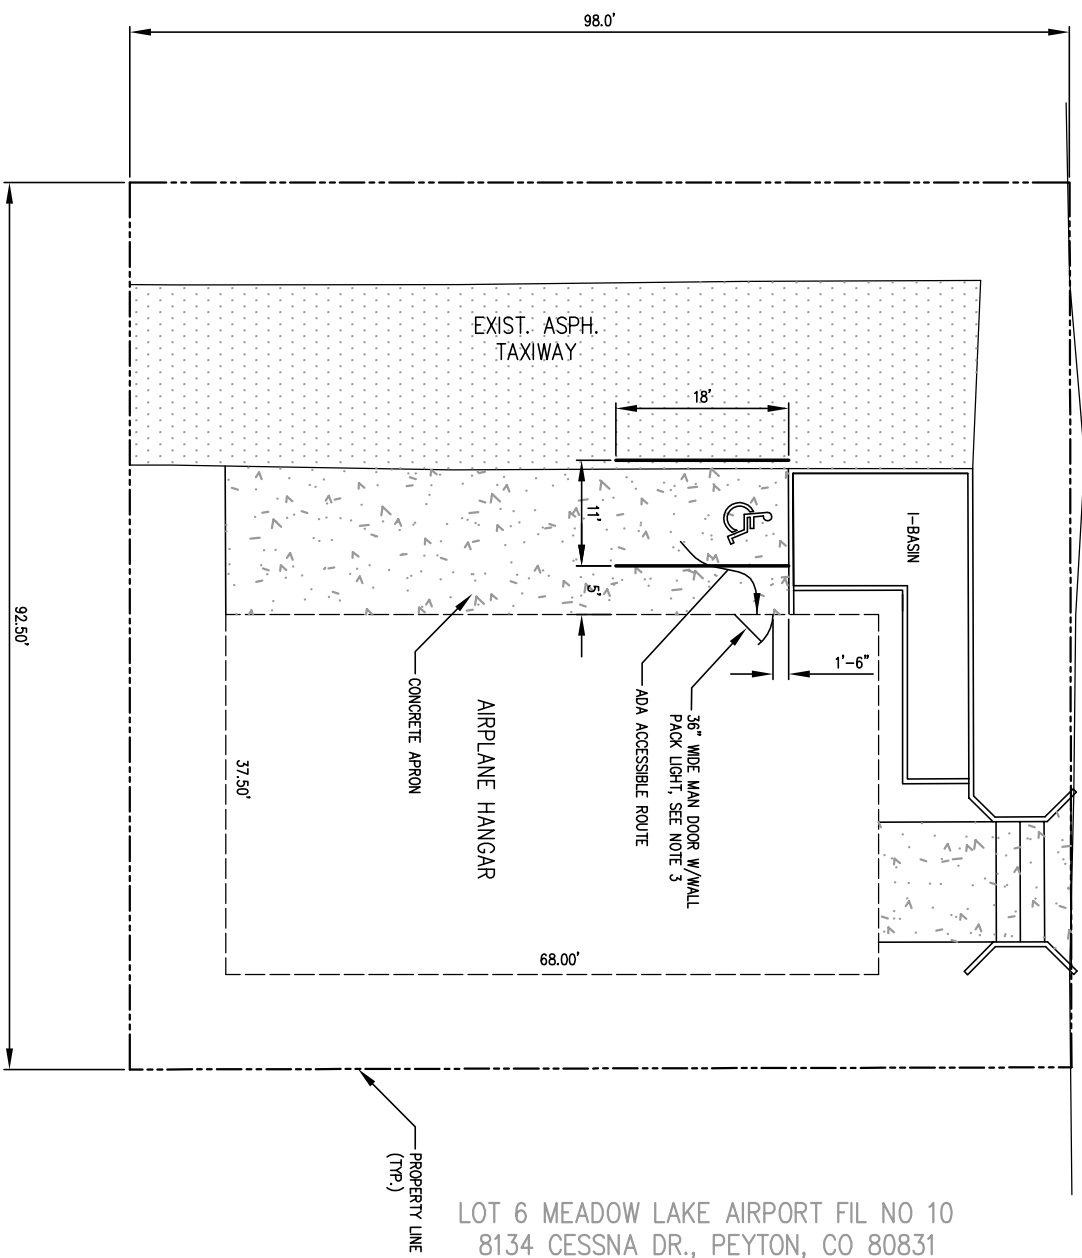 98.0'
EXIST. ASPH.
TAXIWAY
18'
11'
5'
I-BASIN
1'-6"
36" WIDE MAN DOOR W/WALL
PACK LIGHT, SEE NOTE 3
ADA ACCESSIBLE ROUTE
CONCRETE APRON
AIRPLANE HANGAR
37.50'
68.00'
92.50'
PROPERTY LINE
(TYP.)
LOT 6 MEADOW LAKE AIRPORT FIL NO 10
8134 CESSNA DR., PEYTON, CO 80831